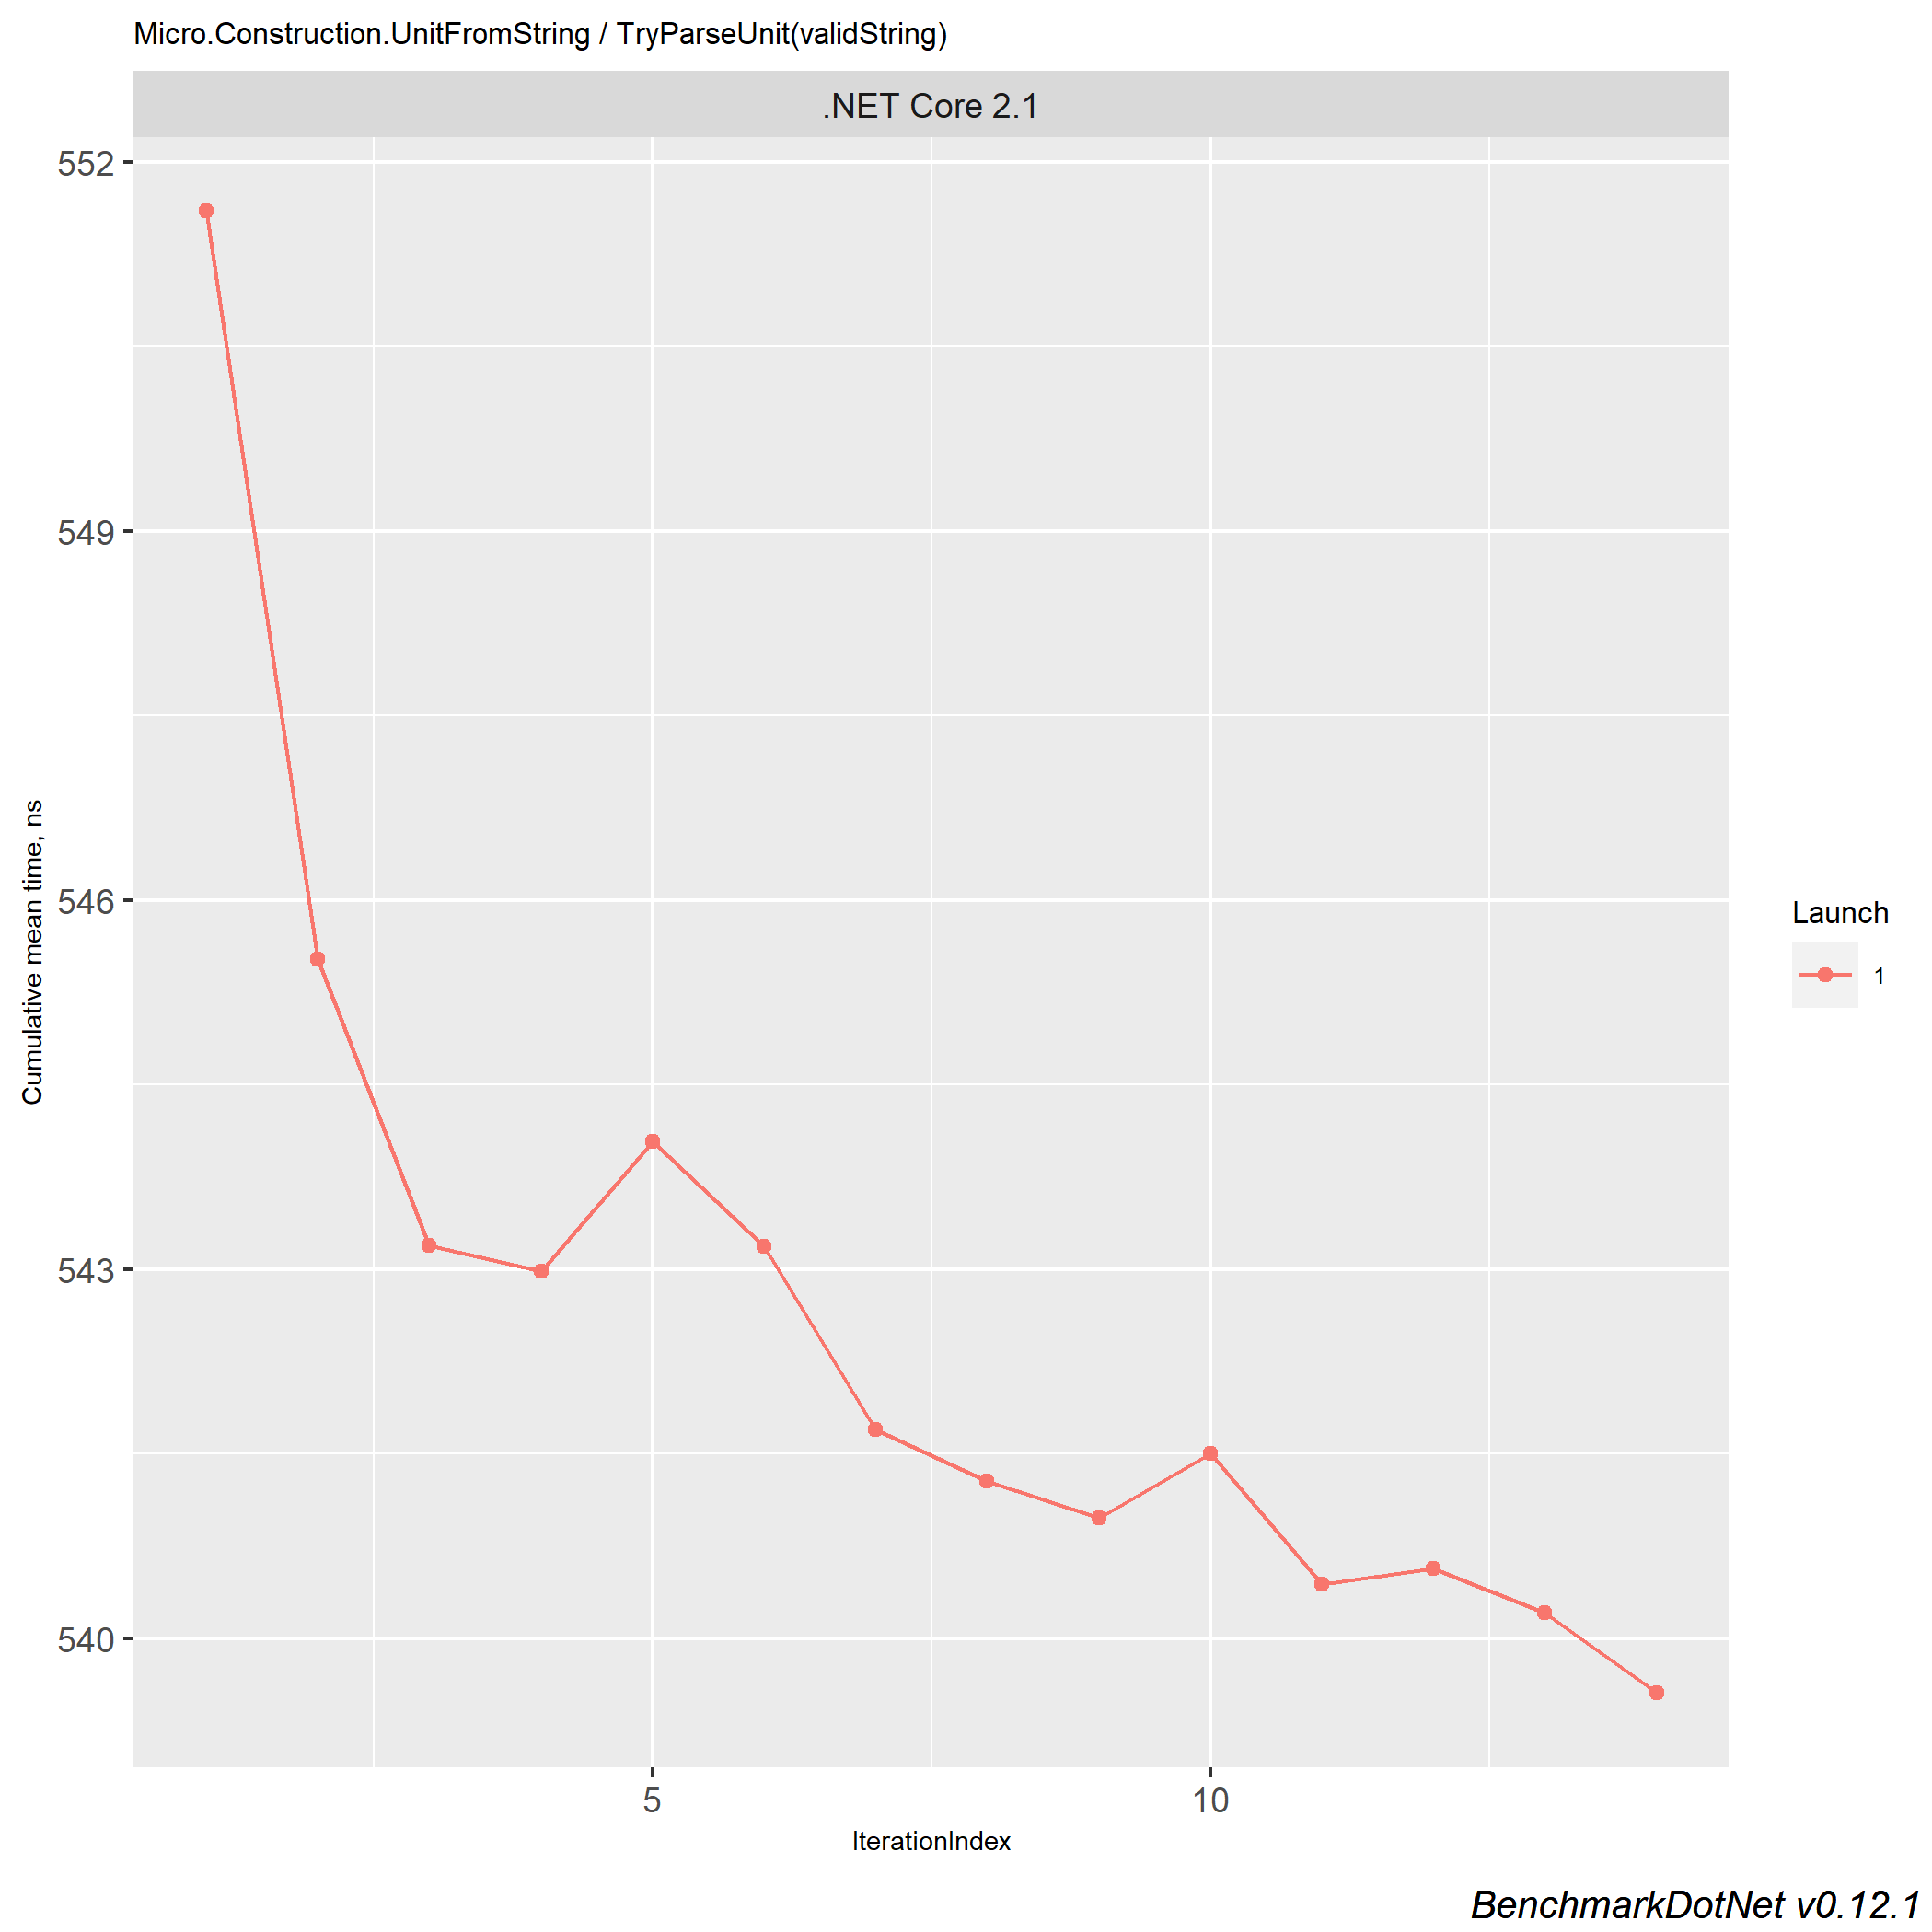 Micro.Construction.UnitFromString / TryParseUnit(validString)
.NET Core 2.1
552
549
546
543
540
Cumulative mean time, ns
5
10
IterationIndex
Launch
1
BenchmarkDotNet v0.12.1